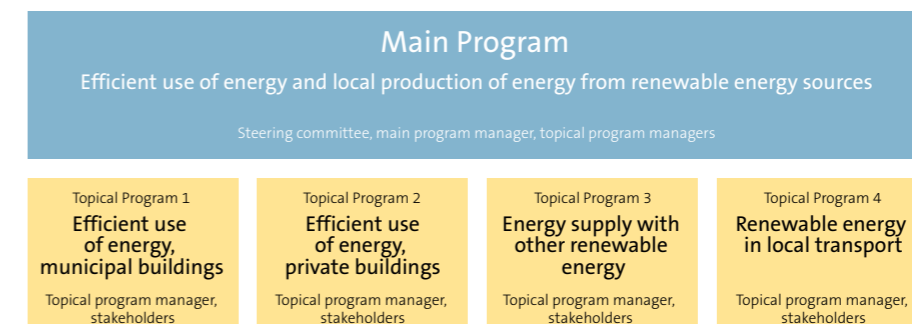 Main Program
Efficient use of energy and local production of energy from renewable energy sources
Steering committee, main program manager, topical program managers
Topical Program 1
Efficient use
of energy,
municipal buildings
Topical program manager,
stakeholders
Topical Program 2
Efficient use
of energy,
private buildings
Topical program manager,
stakeholders
Topical Program 3
Energy supply with
other renewable
energy
Topical program manager,
stakeholders
Topical Program 4
Renewable energy
in local transport
Topical program manager,
stakeholders